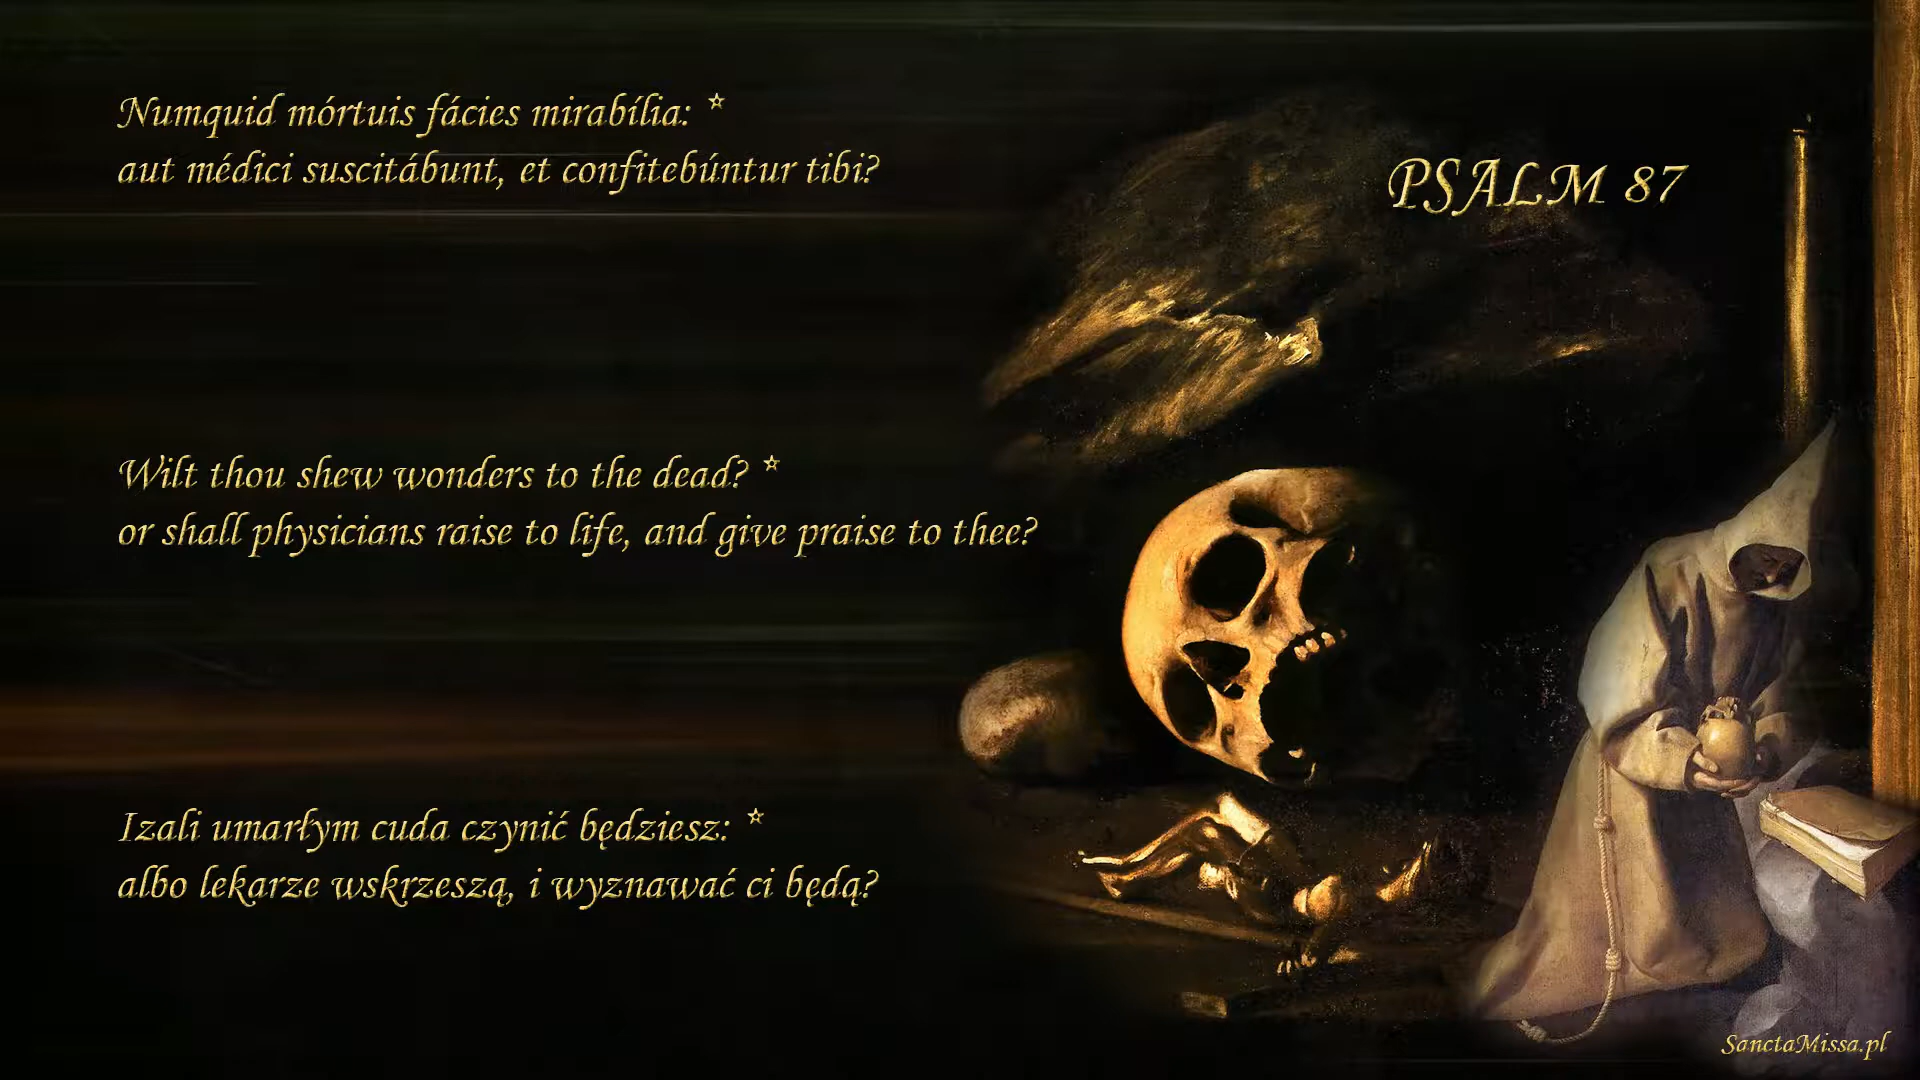 Numquid mórtuis fácies mirabília: *
aut médici suscitábunt, et confitebúntur tibi?
PSALM 87
Wilt thou shew wonders to the dead? *
or shall physicians raise to life, and give praise to thee?
Izali umarłym cuda czynić będziesz: *
albo lekarze wskrzeszą, i wyznawać ci będą?
SanctaMissa.pl